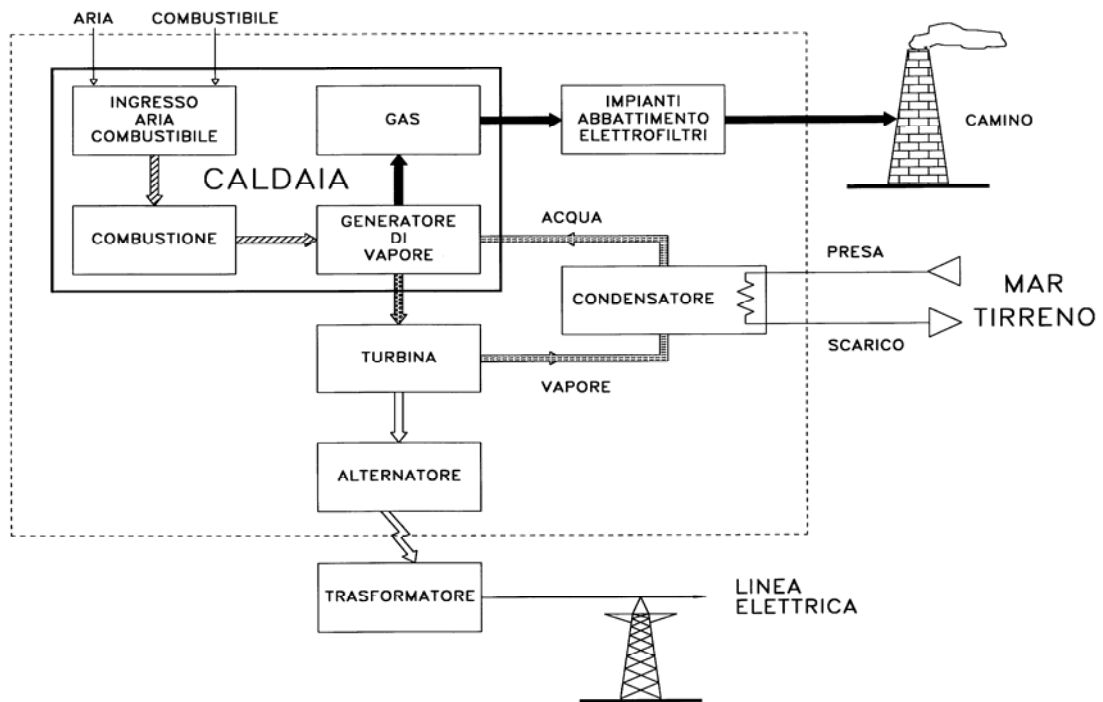 ARIA
COMBUSTIBILE
INGRESSO
ARIA
COMBUSTIBILE
GAS
IMPIANTI
ABBATTIMENTO
ELETTROFILTRI
CAMINO
CALDAIA
COMBUSTIONE
GENERATORE
DI
VAPORE
ACQUA
CONDENSATORE
PRESA
MAR
TIRRENO
SCARICO
TURBINA
VAPORE
ALTERNATORE
TRASFORMATORE
LINEA
ELETTRICA